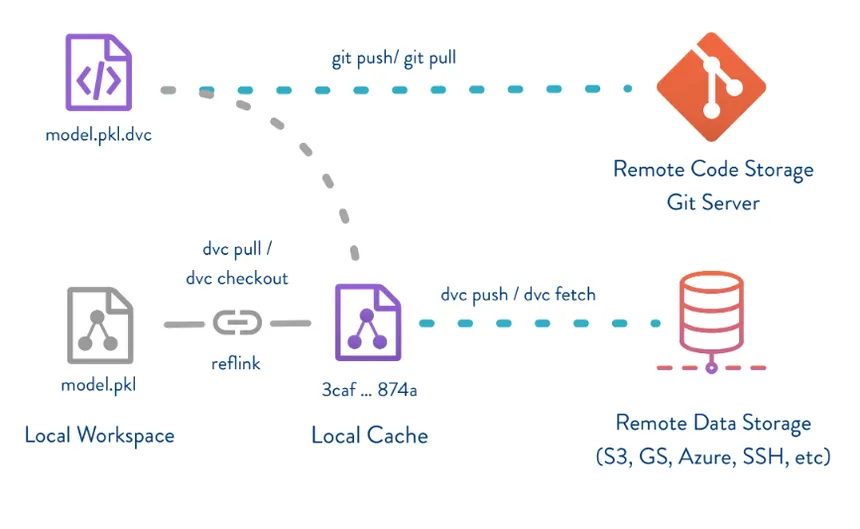 git push/ git pull
model.pkl.dvc
Remote Code Storage
Git Server
dvc pull /
dvc checkout
dvc push / dvc fetch
reflink
model.pkl
3caf ... 874a
Local Workspace
Local Cache
Remote Data Storage
(S3, GS, Azure, SSH, etc)